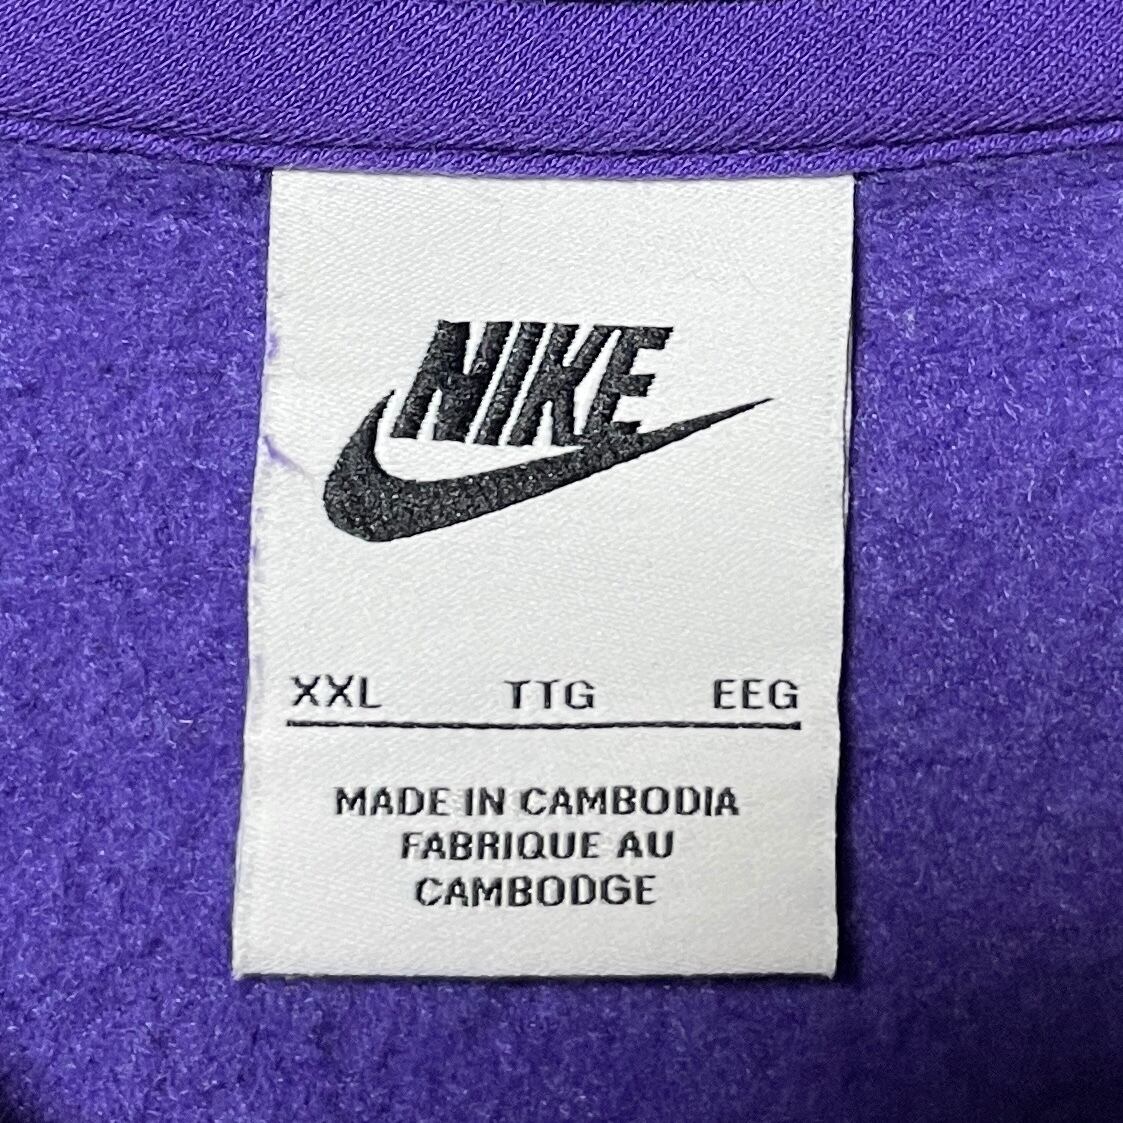 NIKE
XXL TTG EEG
MADE IN CAMBODIA
FABRIQUE AU
CAMBODGE